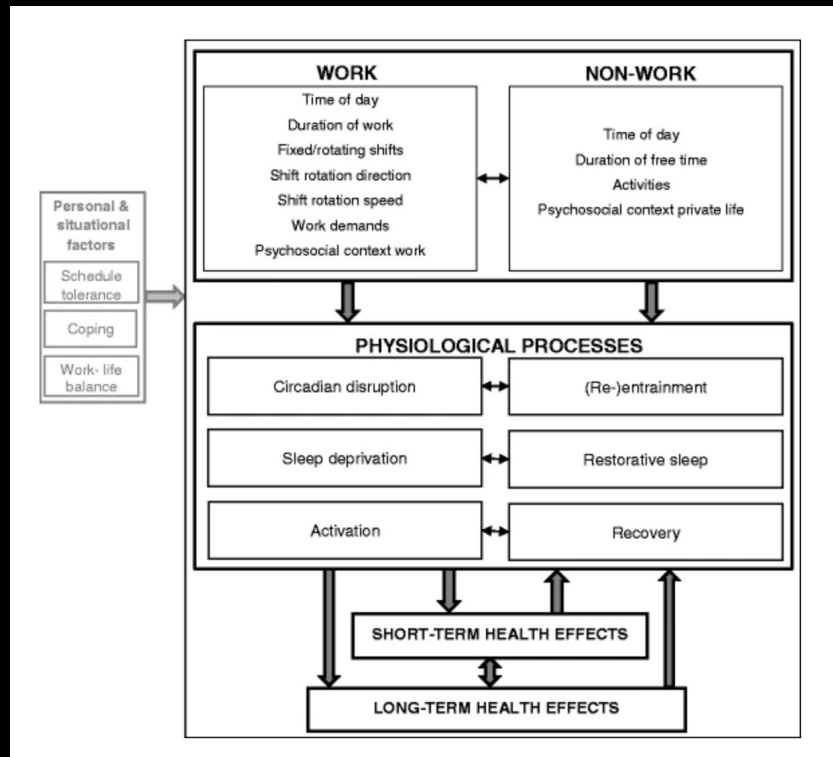 WORK
Time of day
Duration of work
Fixed/rotating shifts
Shift rotation direction
Shift rotation speed
Work demands
Psychosocial context work
NON-WORK
Time of day
Duration of free time
Activities
Psychosocial context private life
Personal &
situational
factors
Schedule
tolerance
Coping
Work- life
balance
PHYSIOLOGICAL PROCESSES
Circadian disruption
(Re-)entrainment
Sleep deprivation
Restorative sleep
Activation
Recovery
SHORT-TERM HEALTH EFFECTS
LONG-TERM HEALTH EFFECTS